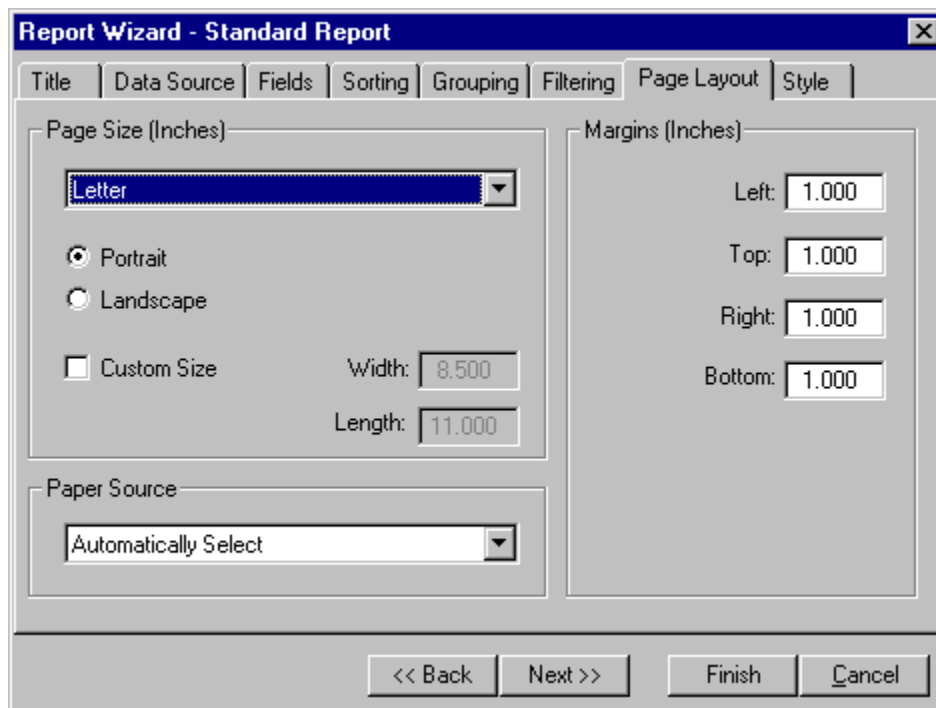 Report Wizard - Standard Report
Title Data Source Fields Sorting Grouping Filtering Page Layout Style
Page Size (Inches)
Letter
Portrait
Landscape
Custom Size Width: 8.500
Length: 11.000
Paper Source
Automatically Select
Margins (Inches)
Left: 1.000
Top: 1.000
Right: 1.000
Bottom: 1.000
<< Back Next >> Finish Cancel